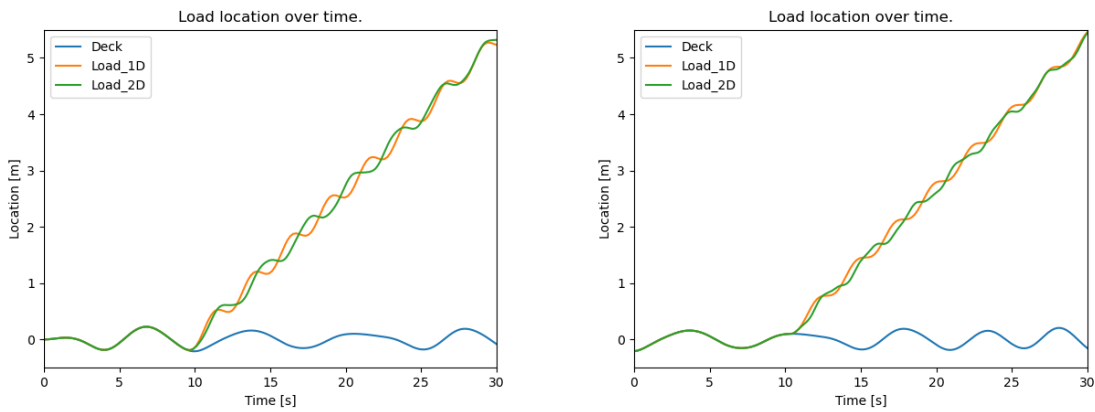 Load location over time.
Deck
Load_1D
Load_2D
Location [m]
5
4
3
2
1
0
0 5 10 15 20 25 30
Time [s]
Load location over time.
Deck
Load_1D
Load_2D
Location [m]
5
4
3
2
1
0
0 5 10 15 20 25 30
Time [s]